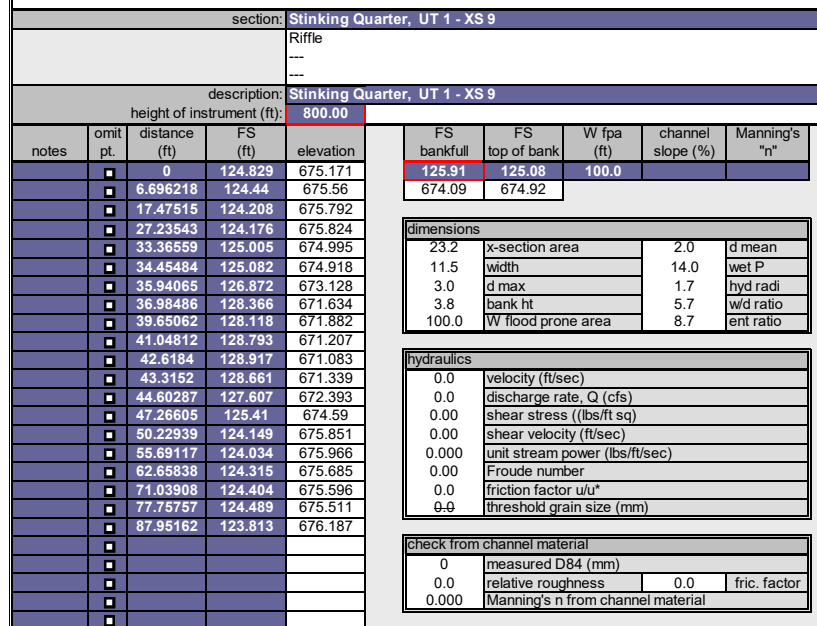 section: Stinking Quarter, UT 1 - XS 9
Riffle
---
---
description: Stinking Quarter, UT 1 - XS 9
height of instrument (ft): 800.00
omit distance FS FS FS W fpa channel Manning's
notes pt. (ft) (ft) elevation bankfull top of bank (ft) slope (%) "n"
0 124.829 675.171 125.91 125.08 100.0
6.696218 124.44 675.56 674.09 674.92
17.47515 124.208 675.792
27.23543 124.176 675.824 dimensions
33.36559 125.005 674.995 23.2 x-section area 2.0 d mean
34.45484 125.082 674.918 11.5 width 14.0 wet P
35.94065 126.872 673.128 3.0 d max 1.7 hyd radi
36.98486 128.366 671.634 3.8 bank ht 5.7 w/d ratio
39.65062 128.118 671.882 100.0 W flood prone area 8.7 ent ratio
41.04812 128.793 671.207
42.6184 128.917 671.083 hydraulics
43.3152 128.661 671.339 0.0 velocity (ft/sec)
44.60287 127.607 672.393 0.0 discharge rate, Q (cfs)
47.26605 125.41 674.59 0.00 shear stress ((lbs/ft sq)
50.22939 124.149 675.851 0.00 shear velocity (ft/sec)
55.69117 124.034 675.966 0.000 unit stream power (lbs/ft/sec)
62.65838 124.315 675.685 0.00 Froude number
71.03908 124.404 675.596 0.0 friction factor u/u*
77.75757 124.489 675.511 0.0 threshold grain size (mm)
87.95162 123.813 676.187
check from channel material
0 measured D84 (mm)
0.0 relative roughness 0.0 fric. factor
0.000 Manning's n from channel material